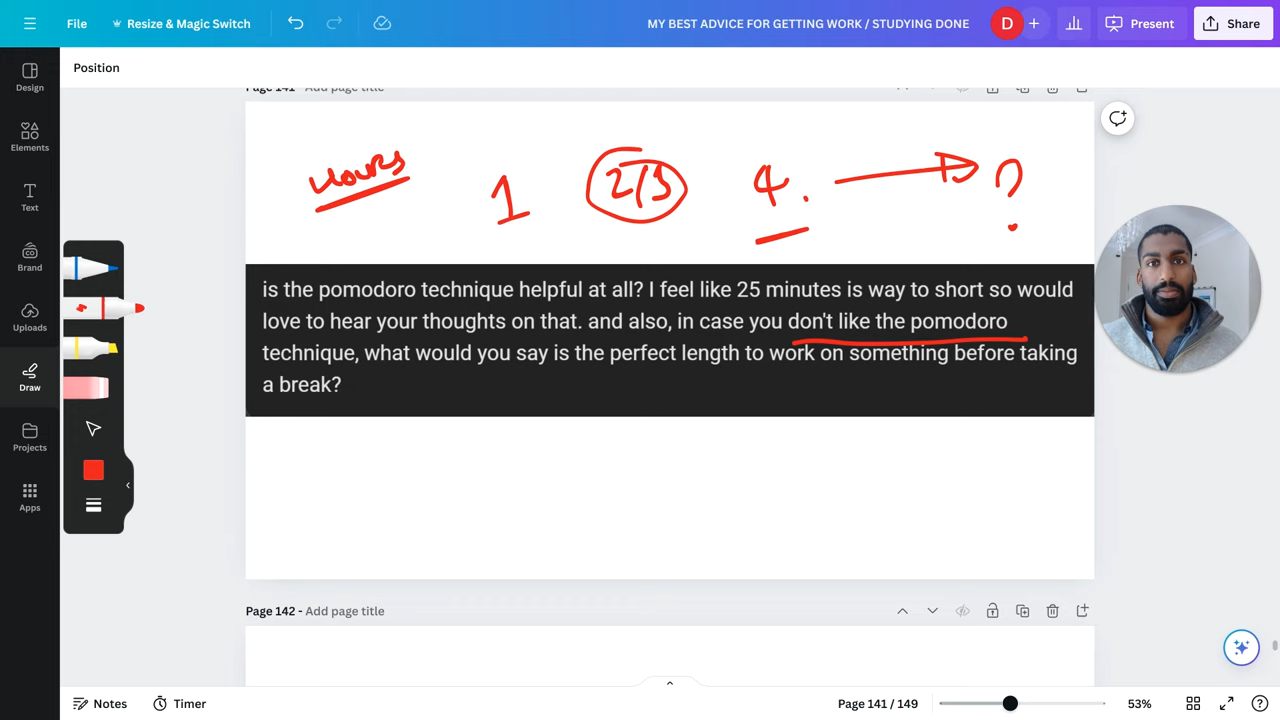 File
Resize & Magic Switch
MY BEST ADVICE FOR GETTING WORK / STUDYING DONE
D
Present
Share
Position
Design
Elements
Text
Brand
Uploads
Draw
Projects
Apps
Page 141 - Add page title
Hours
1 2/3 4. ?
is the pomodoro technique helpful at all? I feel like 25 minutes is way to short so would
love to hear your thoughts on that. and also, in case you don't like the pomodoro
technique, what would you say is the perfect length to work on something before taking
a break?
Page 142 - Add page title
Notes
Timer
Page 141 / 149
53%